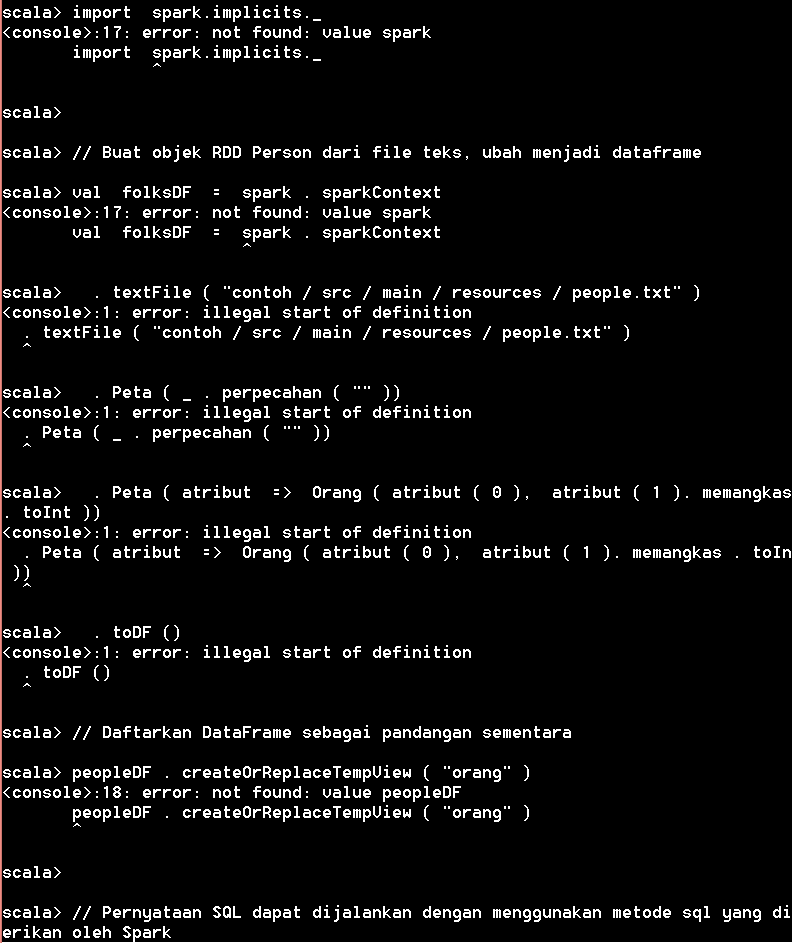 scala> import  spark.implicits._
<console>:17: error: not found: value spark
       import  spark.implicits._
               ^
scala>
scala> // Buat objek RDD Person dari file teks, ubah menjadi dataframe
scala> val  folksDF  =  spark . sparkContext
<console>:17: error: not found: value spark
       val  folksDF  =  spark . sparkContext
                        ^
scala>   . textFile ( "contoh / src / main / resources / people.txt" )
<console>:1: error: illegal start of definition
  . textFile ( "contoh / src / main / resources / people.txt" )
  ^
scala>   . Peta ( _ . perpecahan ( "" ))
<console>:1: error: illegal start of definition
  . Peta ( _ . perpecahan ( "" ))
  ^
scala>   . Peta ( atribut  =>  Orang ( atribut ( 0 ),  atribut ( 1 ). memangkas
. toInt ))
<console>:1: error: illegal start of definition
  . Peta ( atribut  =>  Orang ( atribut ( 0 ),  atribut ( 1 ). memangkas . toIn
 ))
  ^
scala>   . toDF ()
<console>:1: error: illegal start of definition
  . toDF ()
  ^
scala> // Daftarkan DataFrame sebagai pandangan sementara
scala> peopleDF . createOrReplaceTempView ( "orang" )
<console>:18: error: not found: value peopleDF
       peopleDF . createOrReplaceTempView ( "orang" )
       ^
scala>
scala> // Pernyataan SQL dapat dijalankan dengan menggunakan metode sql yang di
erikan oleh Spark